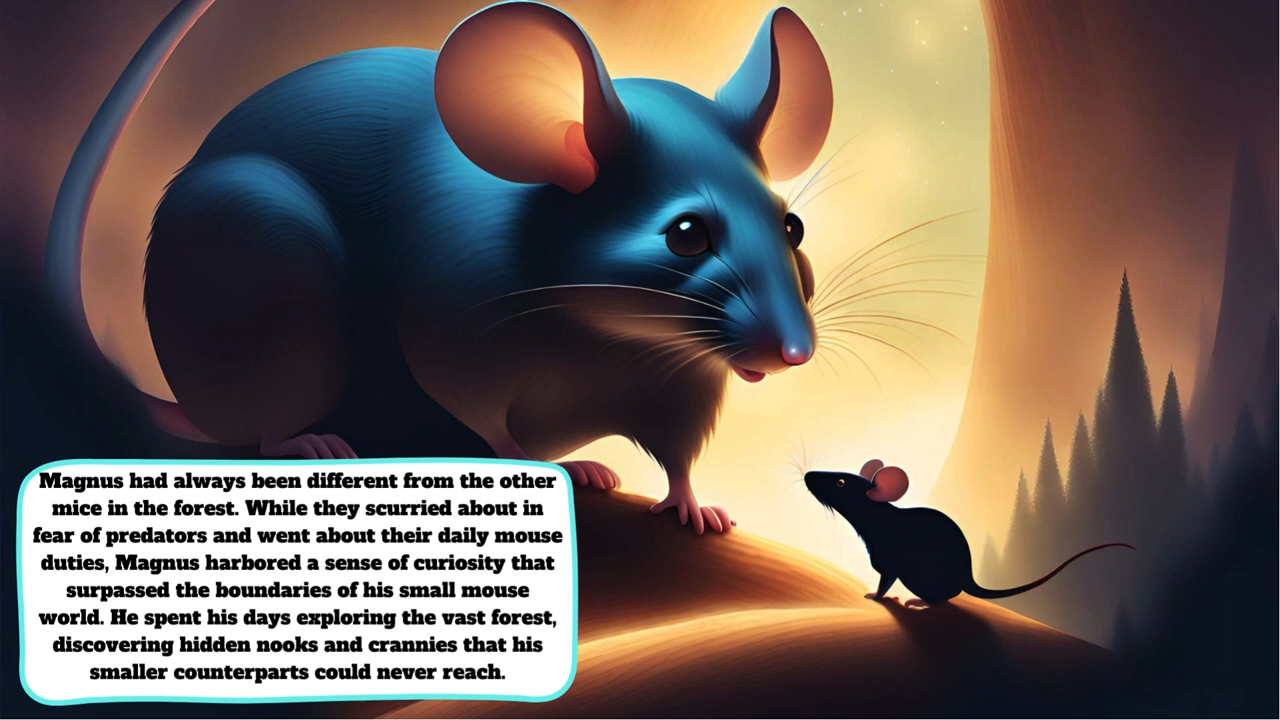 Magnus had always been different from the other
mice in the forest. While they scurried about in
fear of predators and went about their daily mouse
duties, Magnus harbored a sense of curiosity that
surpassed the boundaries of his small mouse
world. He spent his days exploring the vast forest,
discovering hidden nooks and crannies that his
smaller counterparts could never reach.